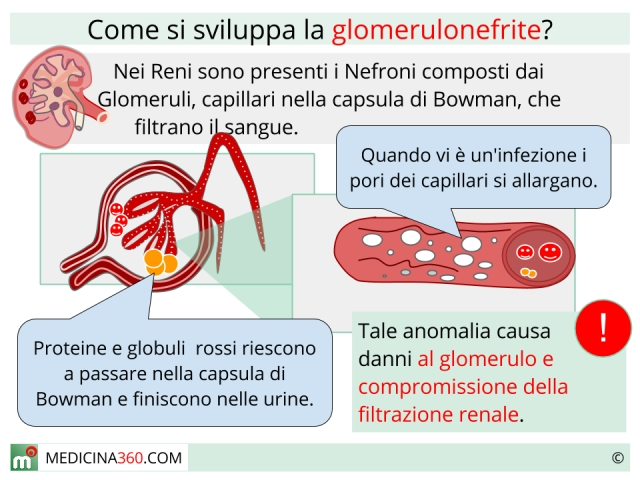 Come si sviluppa la glomerulonefrite?
Nei Reni sono presenti i Nefroni composti dai
Glomeruli, capillari nella capsula di Bowman, che
filtrano il sangue.
Quando vi è un'infezione i
pori dei capillari si allargano.
Proteine e globuli rossi riescono
a passare nella capsula di
Bowman e finiscono nelle urine.
Tale anomalia causa
danni al glomerulo e
compromissione della
filtrazione renale.
!
m MEDICINA360.COM
©